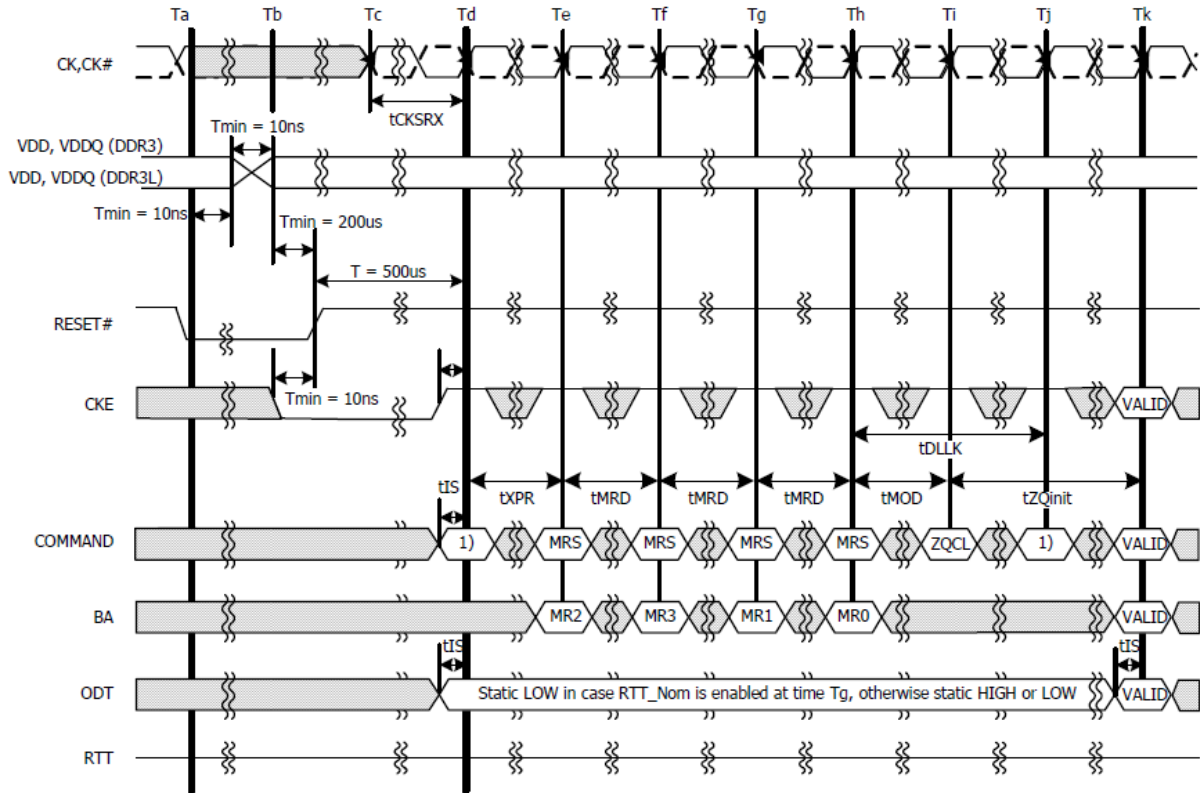 Ta Tb Tc Td Te Tf Tg Th Ti Tj Tk
CK,CK#
tCKSRX
Tmin = 10ns
VDD, VDDQ (DDR3)
VDD, VDDQ (DDR3L)
Tmin = 10ns
Tmin = 200us
T = 500us
RESET#
Tmin = 10ns
CKE
VALID
tDLLK
tIS
tXPR tMRD tMRD tMRD tMOD tZQinit
COMMAND 1) MRS MRS MRS MRS ZQCL 1) VALID
BA MR2 MR3 MR1 MR0 VALID
tIS tIS
ODT Static LOW in case RTT_Nom is enabled at time Tg, otherwise static HIGH or LOW VALID
RTT